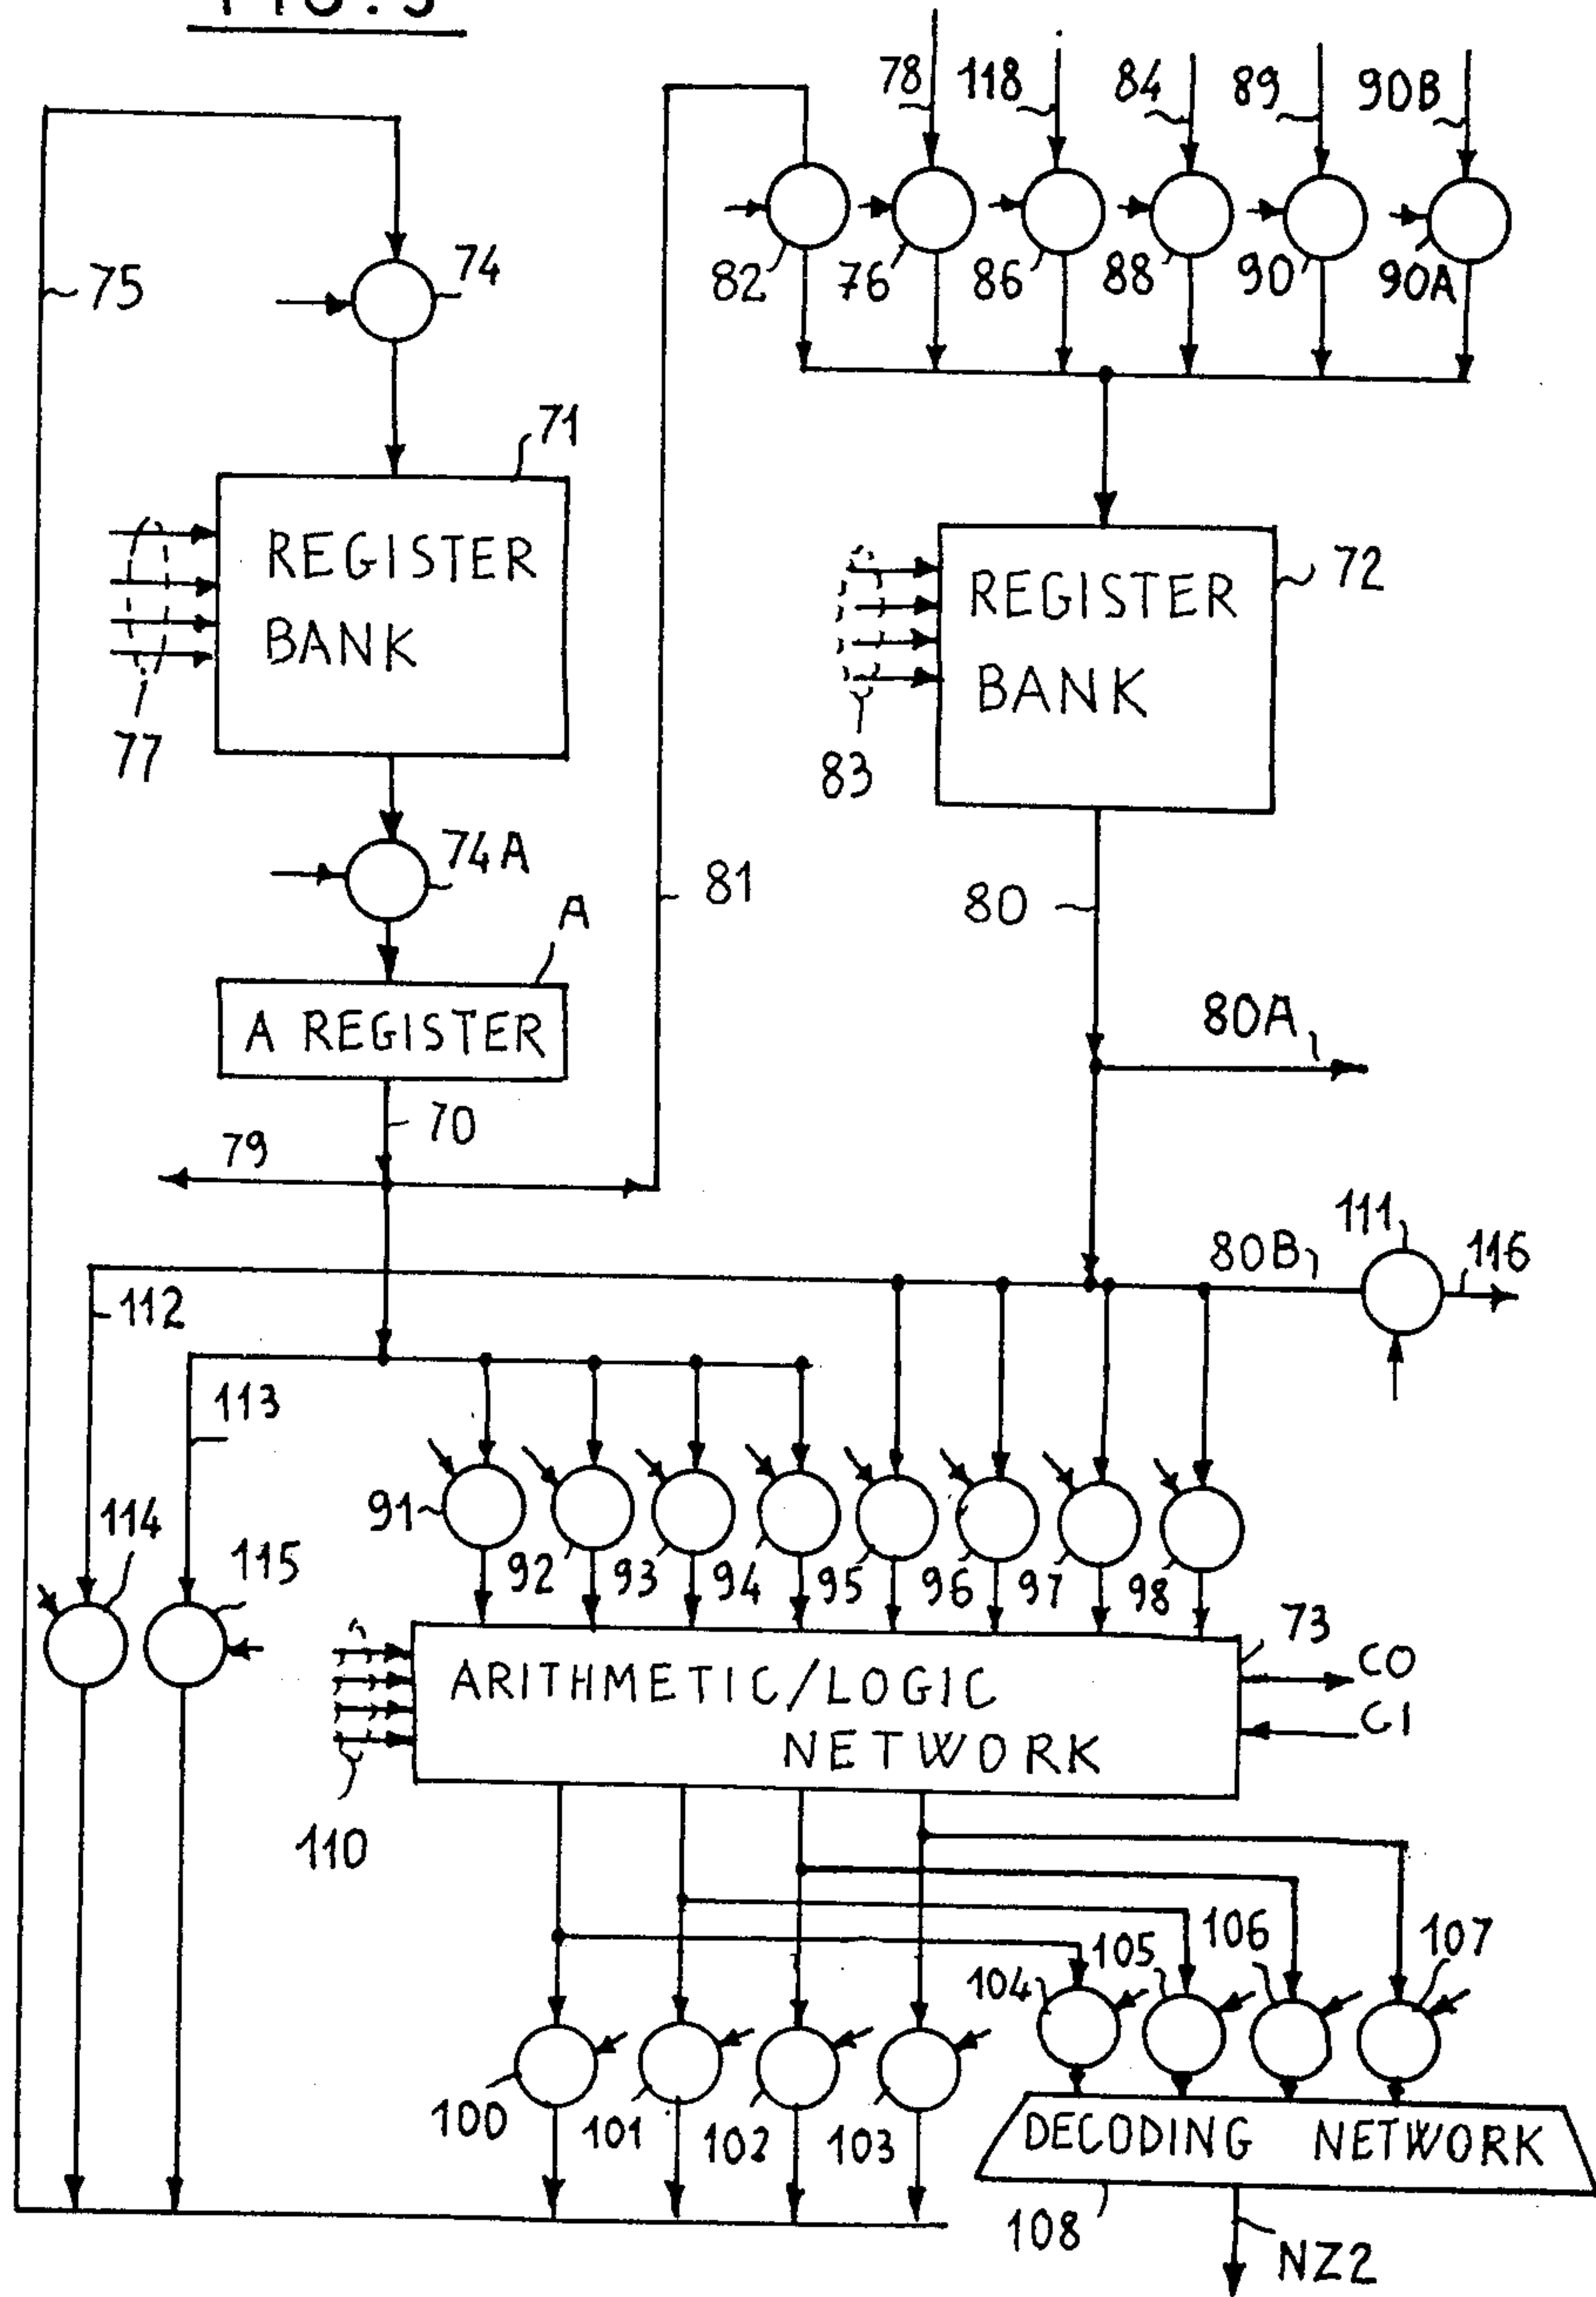 FIG. 5
78 118 84 89 90B
75 74 82 76 86 88 90 90A
71
REGISTER
BANK
77
72
REGISTER
BANK
83
74A
81
80
A
A REGISTER
80A
70
79
111
80B 116
112
113
91 92 93 94 95 96 97 98
114
115
73
ARITHMETIC/LOGIC
NETWORK
CO
CI
110
104 105 106 107
100 101 102 103
DECODING NETWORK
108
NZ2